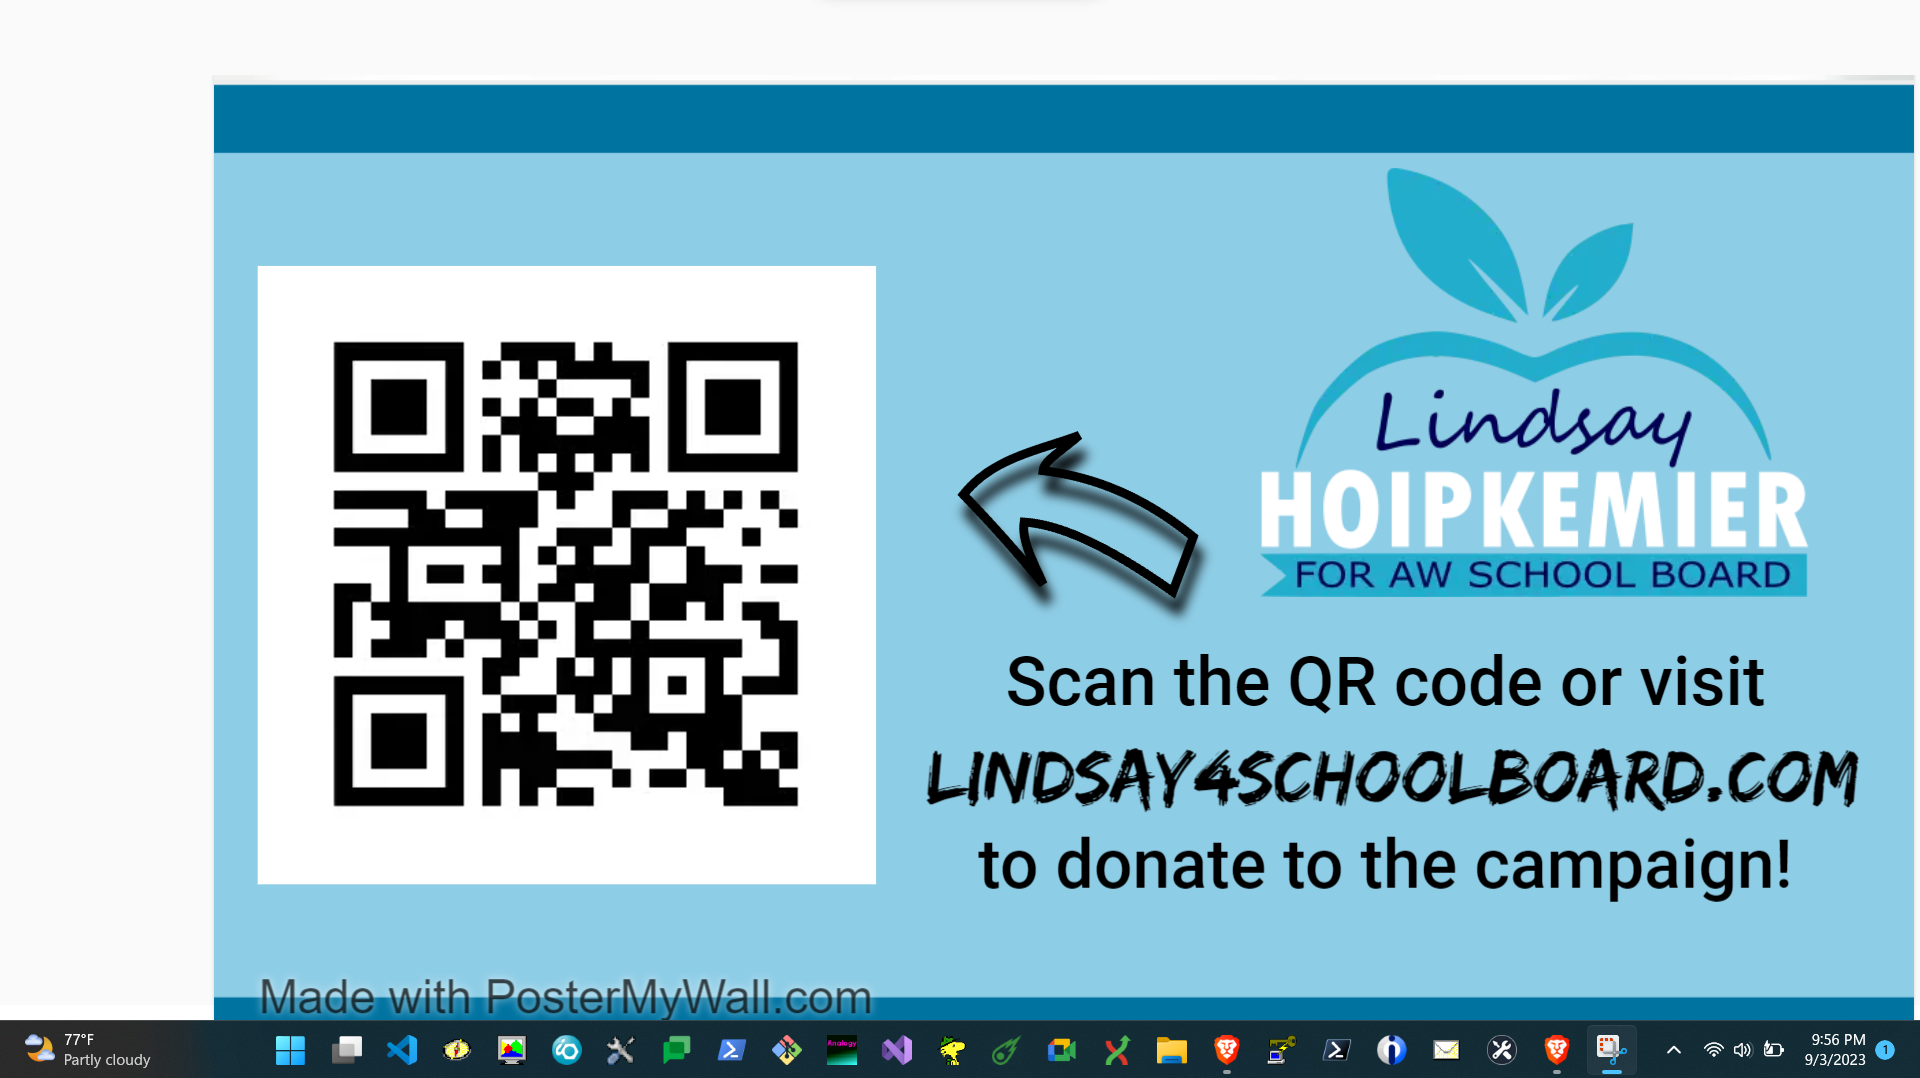 Lindsay
HOIPKEMIER
FOR AW SCHOOL BOARD
Scan the QR code or visit
LINDSAY4SCHOOLBOARD.COM
to donate to the campaign!
Made with PosterMyWall.com
77°F
Partly cloudy
Analogy
9:56 PM
9/3/2023
1